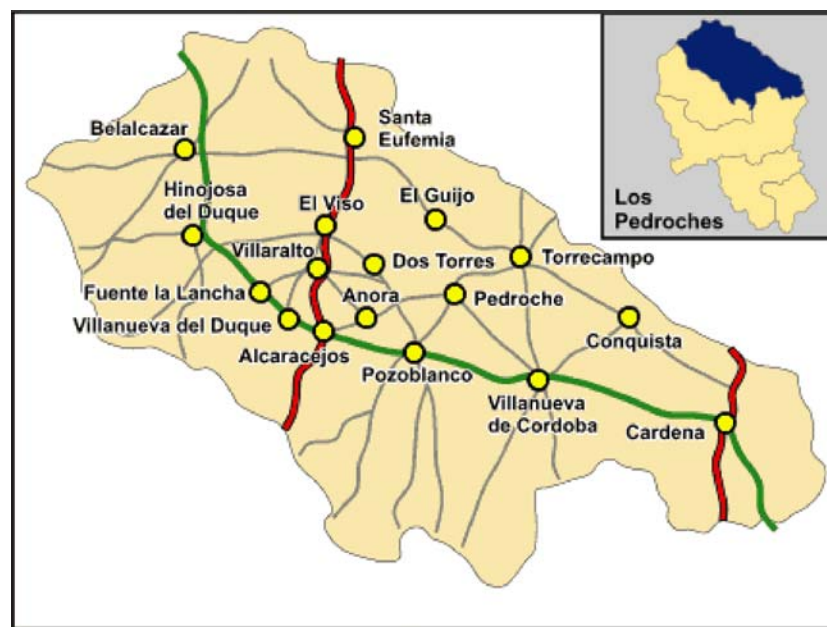 Santa
Eufemia
Belalcazar
Hinojosa
del Duque
El Viso
El Guijo
Los
Pedroches
Villaralto
Dos Torres
Torrecampo
Fuente la Lancha
Anora
Pedroche
Villanueva del Duque
Conquista
Alcaracejos
Pozoblanco
Villanueva
de Cordoba
Cardena